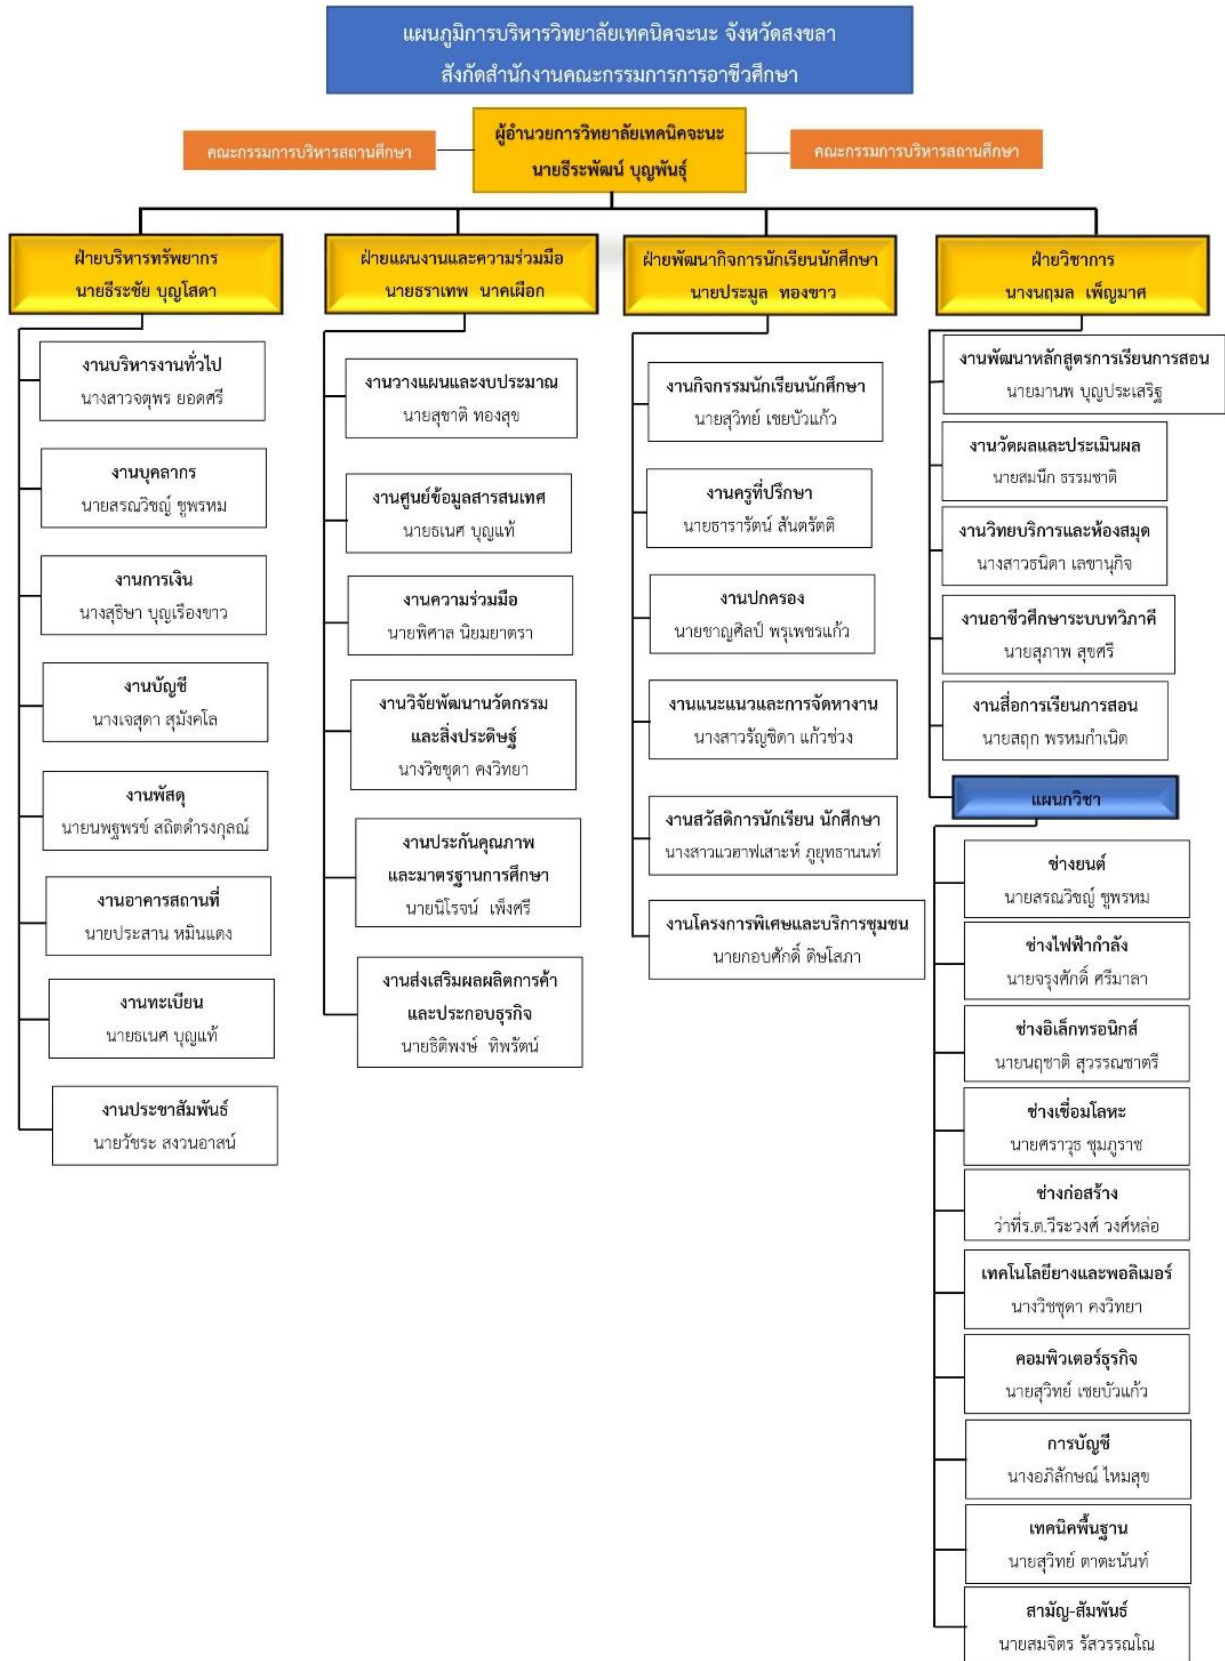 แผนภูมิการบริหารวิทยาลัยเทคนิคจะนะ จังหวัดสงขลา
สังกัดสำนักงานคณะกรรมการการอาชีวศึกษา
ผู้อำนวยการวิทยาลัยเทคนิคจะนะ
นายธีระพัฒน์ บุญพันธุ์
คณะกรรมการบริหารสถานศึกษา
คณะกรรมการบริหารสถานศึกษา
ฝ่ายบริหารทรัพยากร
นายธีระชัย บุญโสดา
งานบริหารงานทั่วไป
นางสาวจตุพร ยอดศรี
งานบุคลากร
นายสรณวิชญ์ ชูพรหม
งานการเงิน
นางสุธิษา บุญเรืองขาว
งานบัญชี
นางเจสุดา สุมังคโล
งานพัสดุ
นายนพฐพรข์ สถิตดำรงกุลณ์
งานอาคารสถานที่
นายประสาน หมินแดง
งานทะเบียน
นายธเนศ บุญแท้
งานประชาสัมพันธ์
นายวัชระ สงวนอาสน์
ฝ่ายแผนงานและความร่วมมือ
นายธราเทพ นาคเผือก
งานวางแผนและงบประมาณ
นายสุชาติ ทองสุข
งานศูนย์ข้อมูลสารสนเทศ
นายธเนศ บุญแท้
งานความร่วมมือ
นายพิศาล นิยมยาตรา
งานวิจัยพัฒนานวัตกรรม
และสิ่งประดิษฐ์
นางวิชชุดา คงวิทยา
งานประกันคุณภาพ
และมาตรฐานการศึกษา
นายนิโรจน์ เพ็งศรี
งานส่งเสริมผลผลิตการค้า
และประกอบธุรกิจ
นายธิติพงษ์ ทิพรัตน์
ฝ่ายพัฒนากิจการนักเรียนนักศึกษา
นายประมูล ทองขาว
งานกิจกรรมนักเรียนนักศึกษา
นายสุวิทย์ เชยบัวแก้ว
งานครูที่ปรึกษา
นายธารารัตน์ สันตรัตติ
งานปกครอง
นายชาญศิลป์ พรุเพชรแก้ว
งานแนะแนวและการจัดหางาน
นางสาวรัญชิดา แก้วช่วง
งานสวัสดิการนักเรียน นักศึกษา
นางสาวแวฮาฟเสาะห์ ภูยุทธานนท์
งานโครงการพิเศษและบริการชุมชน
นายกอบศักดิ์ ดิษโสภา
ฝ่ายวิชาการ
นางนฤมล เพ็ญมาศ
งานพัฒนาหลักสูตรการเรียนการสอน
นายมานพ บุญประเสริฐ
งานวัดผลและประเมินผล
นายสมนึก ธรรมชาติ
งานวิทยบริการและห้องสมุด
นางสาวธนิดา เลขานุกิจ
งานอาชีวศึกษาระบบทวิภาคี
นายสุภาพ สุขศรี
งานสื่อการเรียนการสอน
นายสฤก พรหมกำเนิด
แผนกวิชา
ช่างยนต์
นายสรณวิชญ์ ชูพรหม
ช่างไฟฟ้ากำลัง
นายจรุงศักดิ์ ศรีมาลา
ช่างอิเล็กทรอนิกส์
นายนฤชาติ สุวรรณชาตรี
ช่างเชื่อมโลหะ
นายศราวุธ ชุมภูราช
ช่างก่อสร้าง
ว่าที่ร.ต.วีระวงศ์ วงศ์หล่อ
เทคโนโลยียางและพอลิเมอร์
นางวิชชุดา คงวิทยา
คอมพิวเตอร์ธุรกิจ
นายสุวิทย์ เชยบัวแก้ว
การบัญชี
นางอภิลักษณ์ ไหมสุข
เทคนิคพื้นฐาน
นายสุวิทย์ ตาตะนันท์
สามัญ-สัมพันธ์
นายสมจิตร รัสวรรณโณ